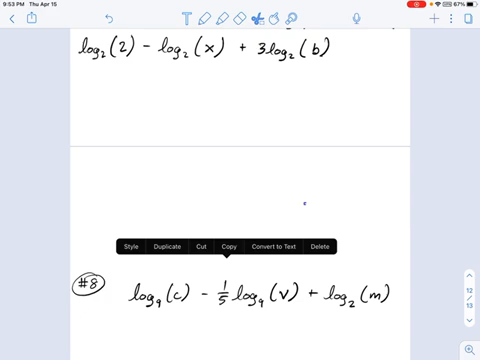 9:53 PM Thu Apr 15
67%
log₂(2) - log₂(x) + 3log₂(b)
Style Duplicate Cut Copy Convert to Text Delete
#8
log₉(c) - 1/5 log₉(v) + log₂(m)
12
/
13